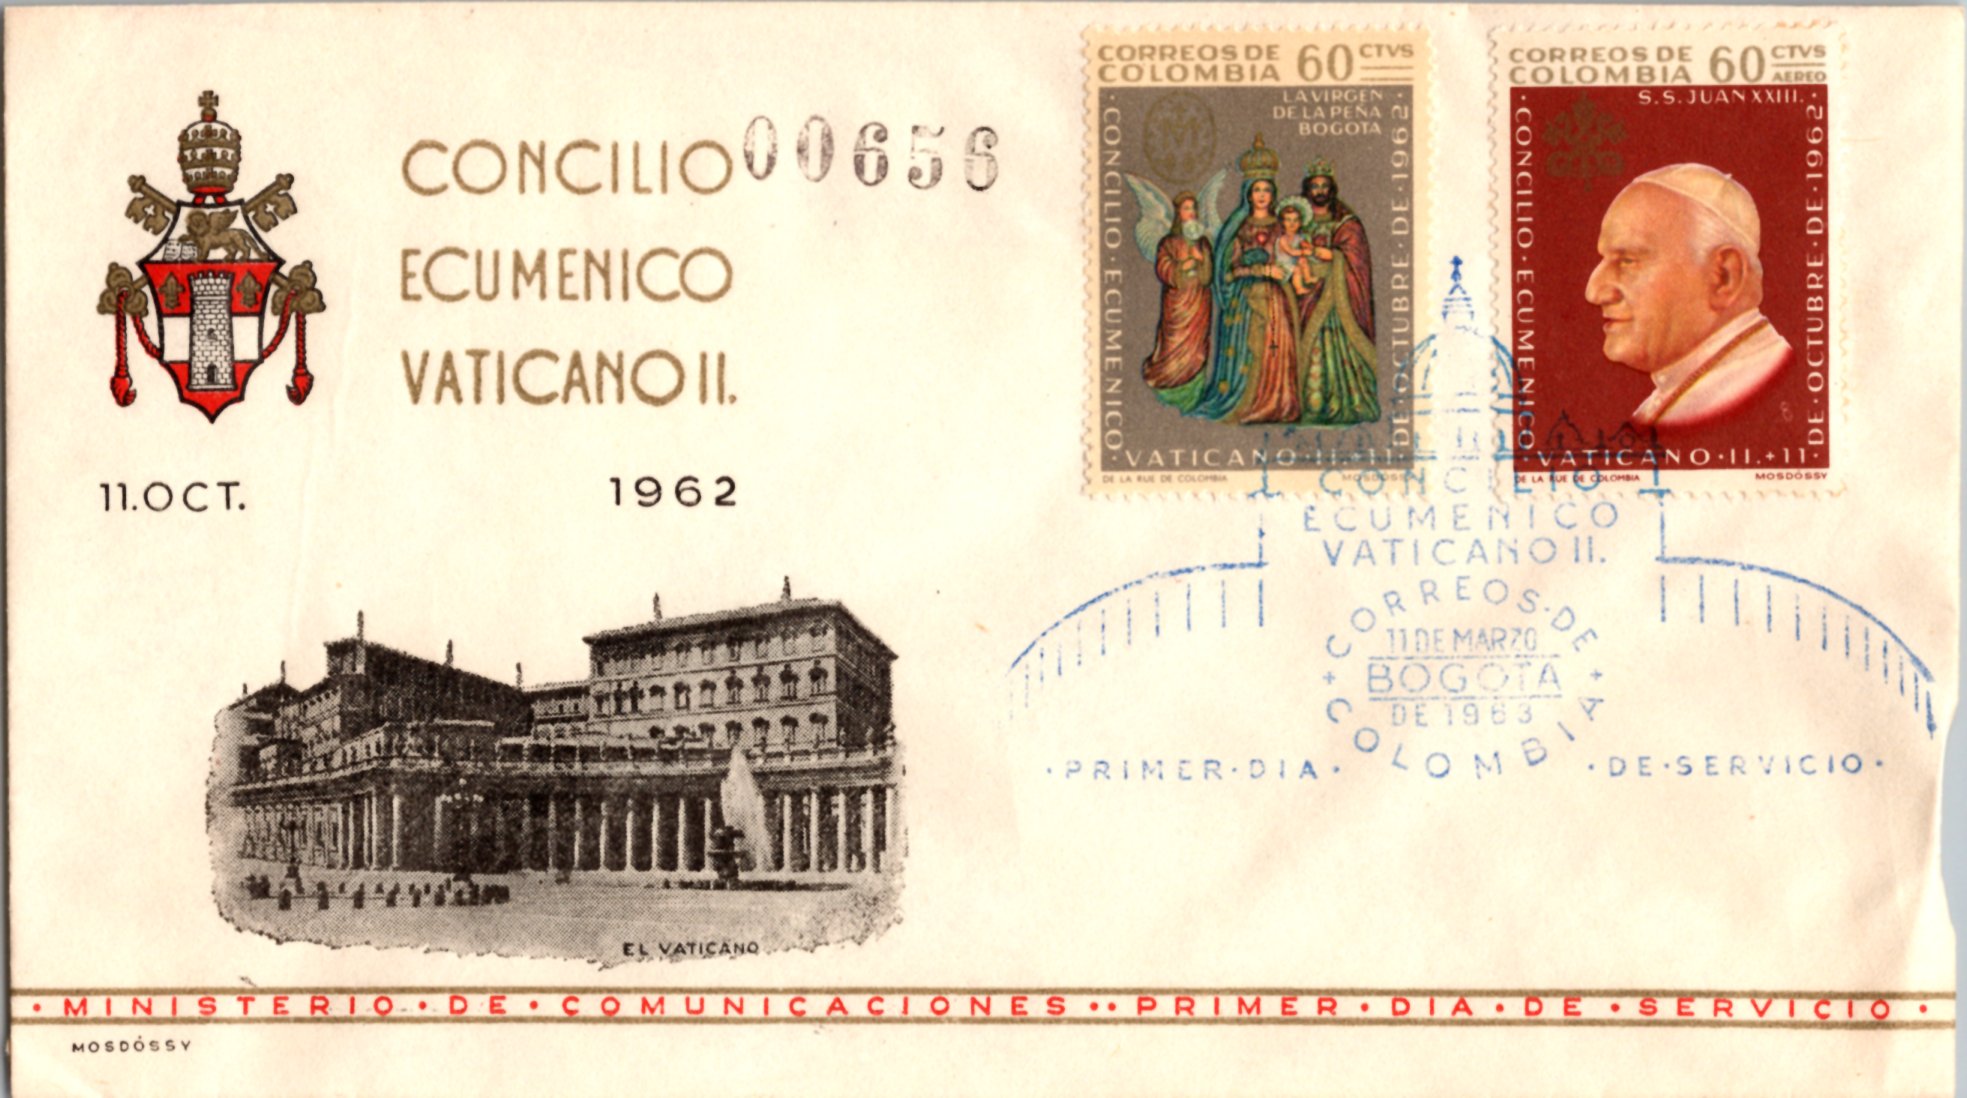 CONCILIO 00656
ECUMENICO
VATICANO II.
11.OCT. 1962
EL VATICANO
CORREOS DE
COLOMBIA 60 CTVS
LA VIRGEN
DE LA PEÑA
BOGOTA
·CONCILIO·ECUMENICO·
VATICANO·II.+11·
DE·OCTUBRE·DE·1962·
DE LA RUE DE COLOMBIA MOSDÓSSY
CORREOS DE
COLOMBIA 60 CTVS
AEREO
S.S. JUAN XXIII.
·CONCILIO·ECUMENICO·
VATICANO·II.+11·
DE·OCTUBRE·DE·1962·
DE LA RUE DE COLOMBIA MOSDÓSSY
CONCILIO
ECUMENICO
VATICANO II.
CORREOS·DE
11 DE MARZO
BOGOTA
DE 1963
+COLOMBIA+
·PRIMER·DIA· ·DE·SERVICIO·
·MINISTERIO·DE·COMUNICACIONES··PRIMER·DIA·DE·SERVICIO·
MOSDÓSSY